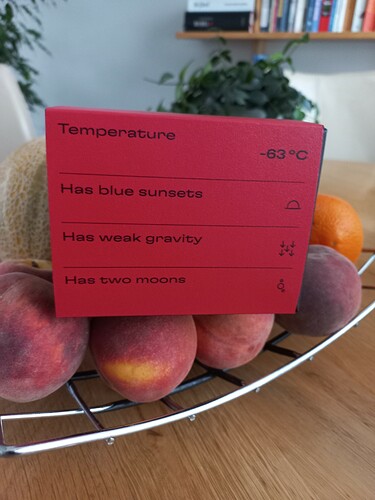 Temperature
-63°C
Has blue sunsets
Has weak gravity
Has two moons